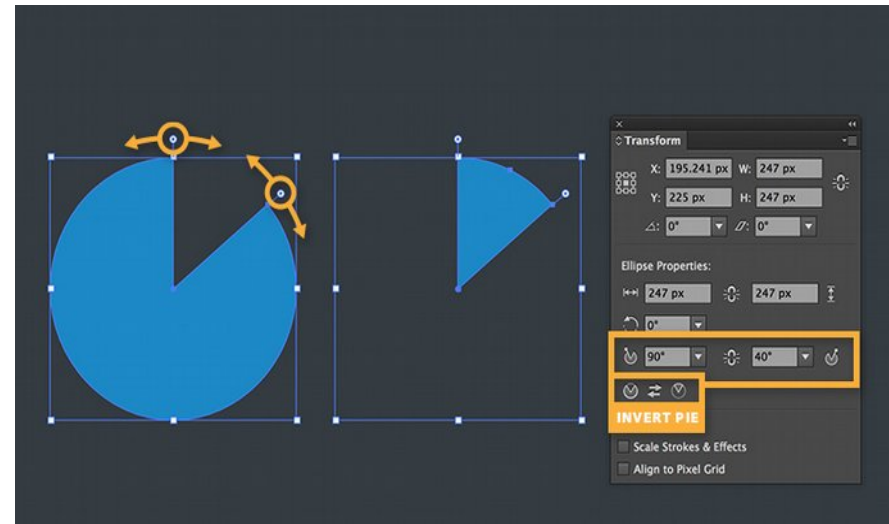 Transform
X: 195.241 px W: 247 px
Y: 225 px H: 247 px
0° 0°
Ellipse Properties:
247 px 247 px
0°
90° 40°
INVERT PIE
Scale Strokes & Effects
Align to Pixel Grid